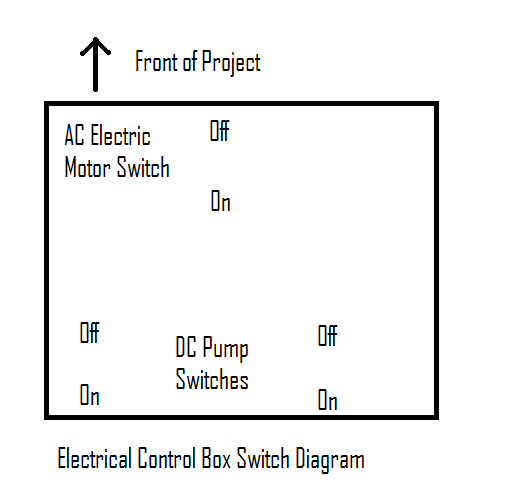 Front of Project
AC Electric
Motor Switch
Off
On
Off
On
DC Pump
Switches
Off
On
Electrical Control Box Switch Diagram